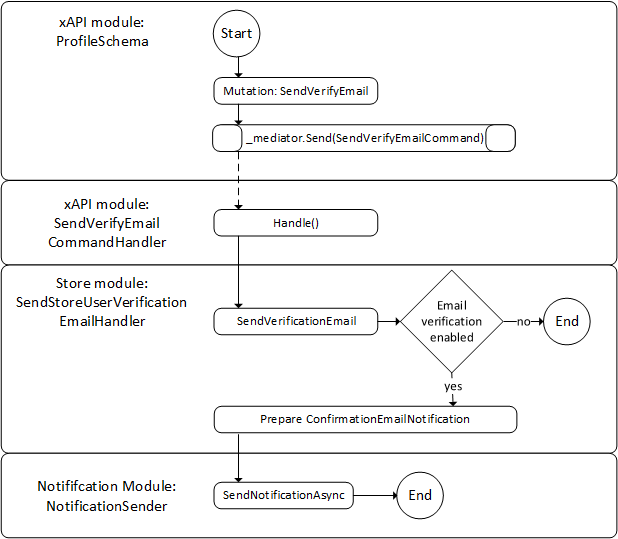 xAPI module:
ProfileSchema
Start
Mutation: SendVerifyEmail
_mediator.Send(SendVerifyEmailCommand)
xAPI module:
SendVerifyEmail
CommandHandler
Handle()
Store module:
SendStoreUserVerification
EmailHandler
SendVerificationEmail
Email
verification
enabled
no
End
yes
Prepare ConfirmationEmailNotification
Notififcation Module:
NotificationSender
SendNotificationAsync
End